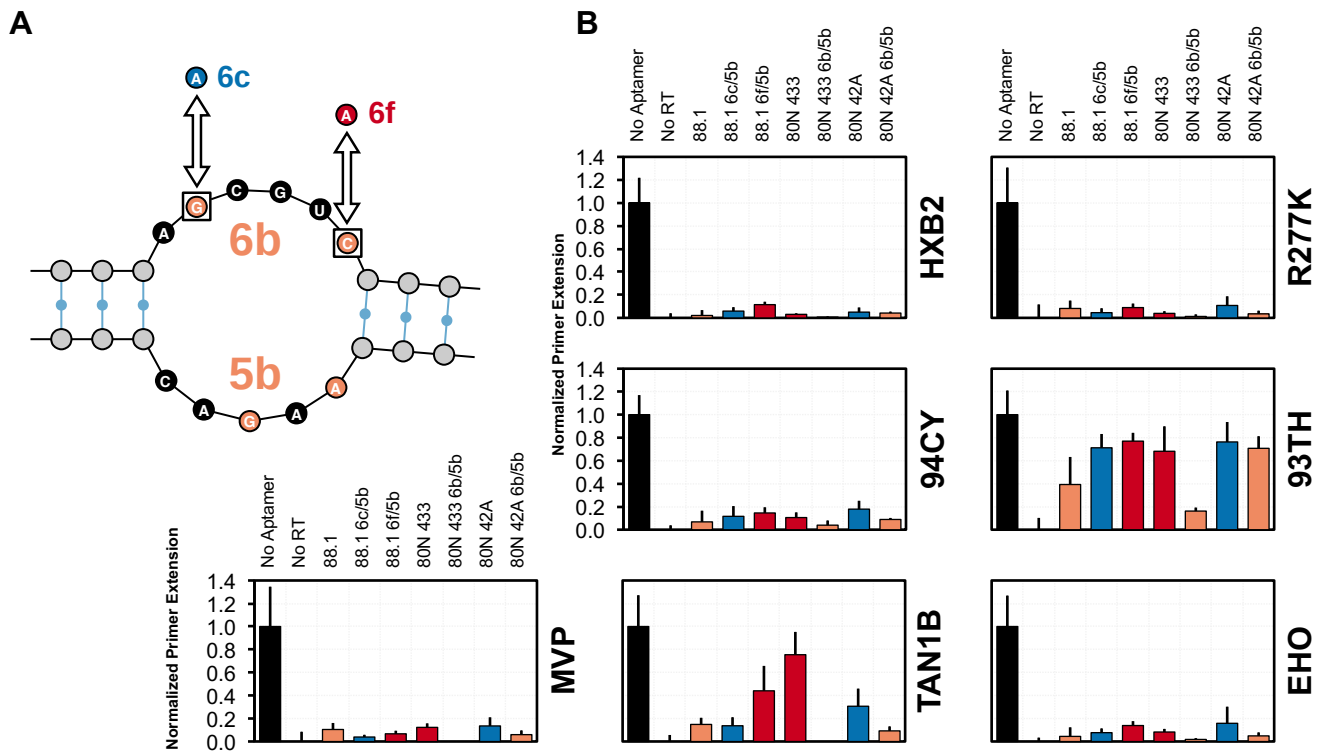 A
B
A 6c
A 6f
G
C
G
U
A
C
6b
5b
C
A
G
A
A
No Aptamer
No RT
88.1
88.1 6c/5b
88.1 6f/5b
80N 433
80N 433 6b/5b
80N 42A
80N 42A 6b/5b
No Aptamer
No RT
88.1
88.1 6c/5b
88.1 6f/5b
80N 433
80N 433 6b/5b
80N 42A
80N 42A 6b/5b
Normalized Primer Extension
1.4
1.2
1.0
0.8
0.6
0.4
0.2
0.0
HXB2
R277K
1.4
1.2
1.0
0.8
0.6
0.4
0.2
0.0
94CY
93TH
No Aptamer
No RT
88.1
88.1 6c/5b
88.1 6f/5b
80N 433
80N 433 6b/5b
80N 42A
80N 42A 6b/5b
Normalized Primer Extension
1.4
1.2
1.0
0.8
0.6
0.4
0.2
0.0
MVP
TAN1B
EHO